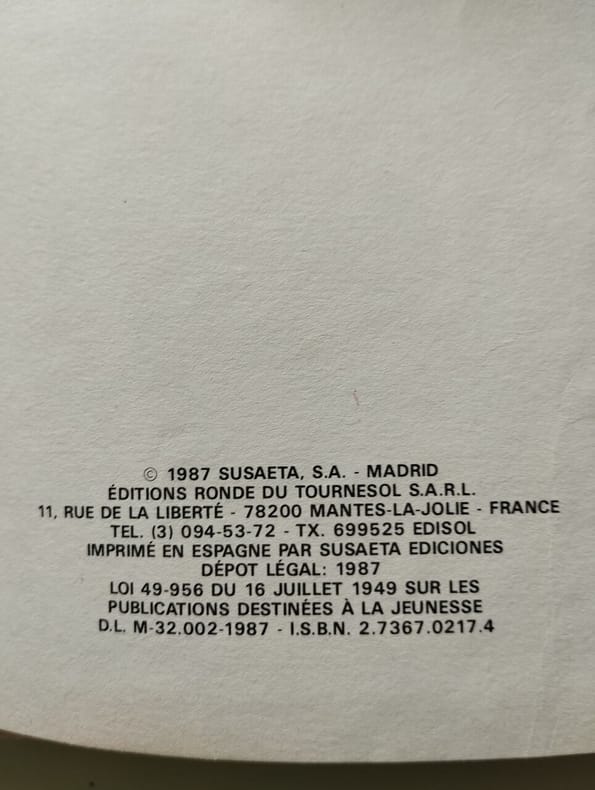 © 1987 SUSAETA, S.A. - MADRID
ÉDITIONS RONDE DU TOURNESOL S.A.R.L.
11, RUE DE LA LIBERTÉ - 78200 MANTES-LA-JOLIE - FRANCE
TEL. (3) 094-53-72 - TX. 699525 EDISOL
IMPRIMÉ EN ESPAGNE PAR SUSAETA EDICIONES
DÉPOT LÉGAL: 1987
LOI 49-956 DU 16 JUILLET 1949 SUR LES
PUBLICATIONS DESTINÉES À LA JEUNESSE
D.L. M-32.002-1987 - I.S.B.N. 2.7367.0217.4